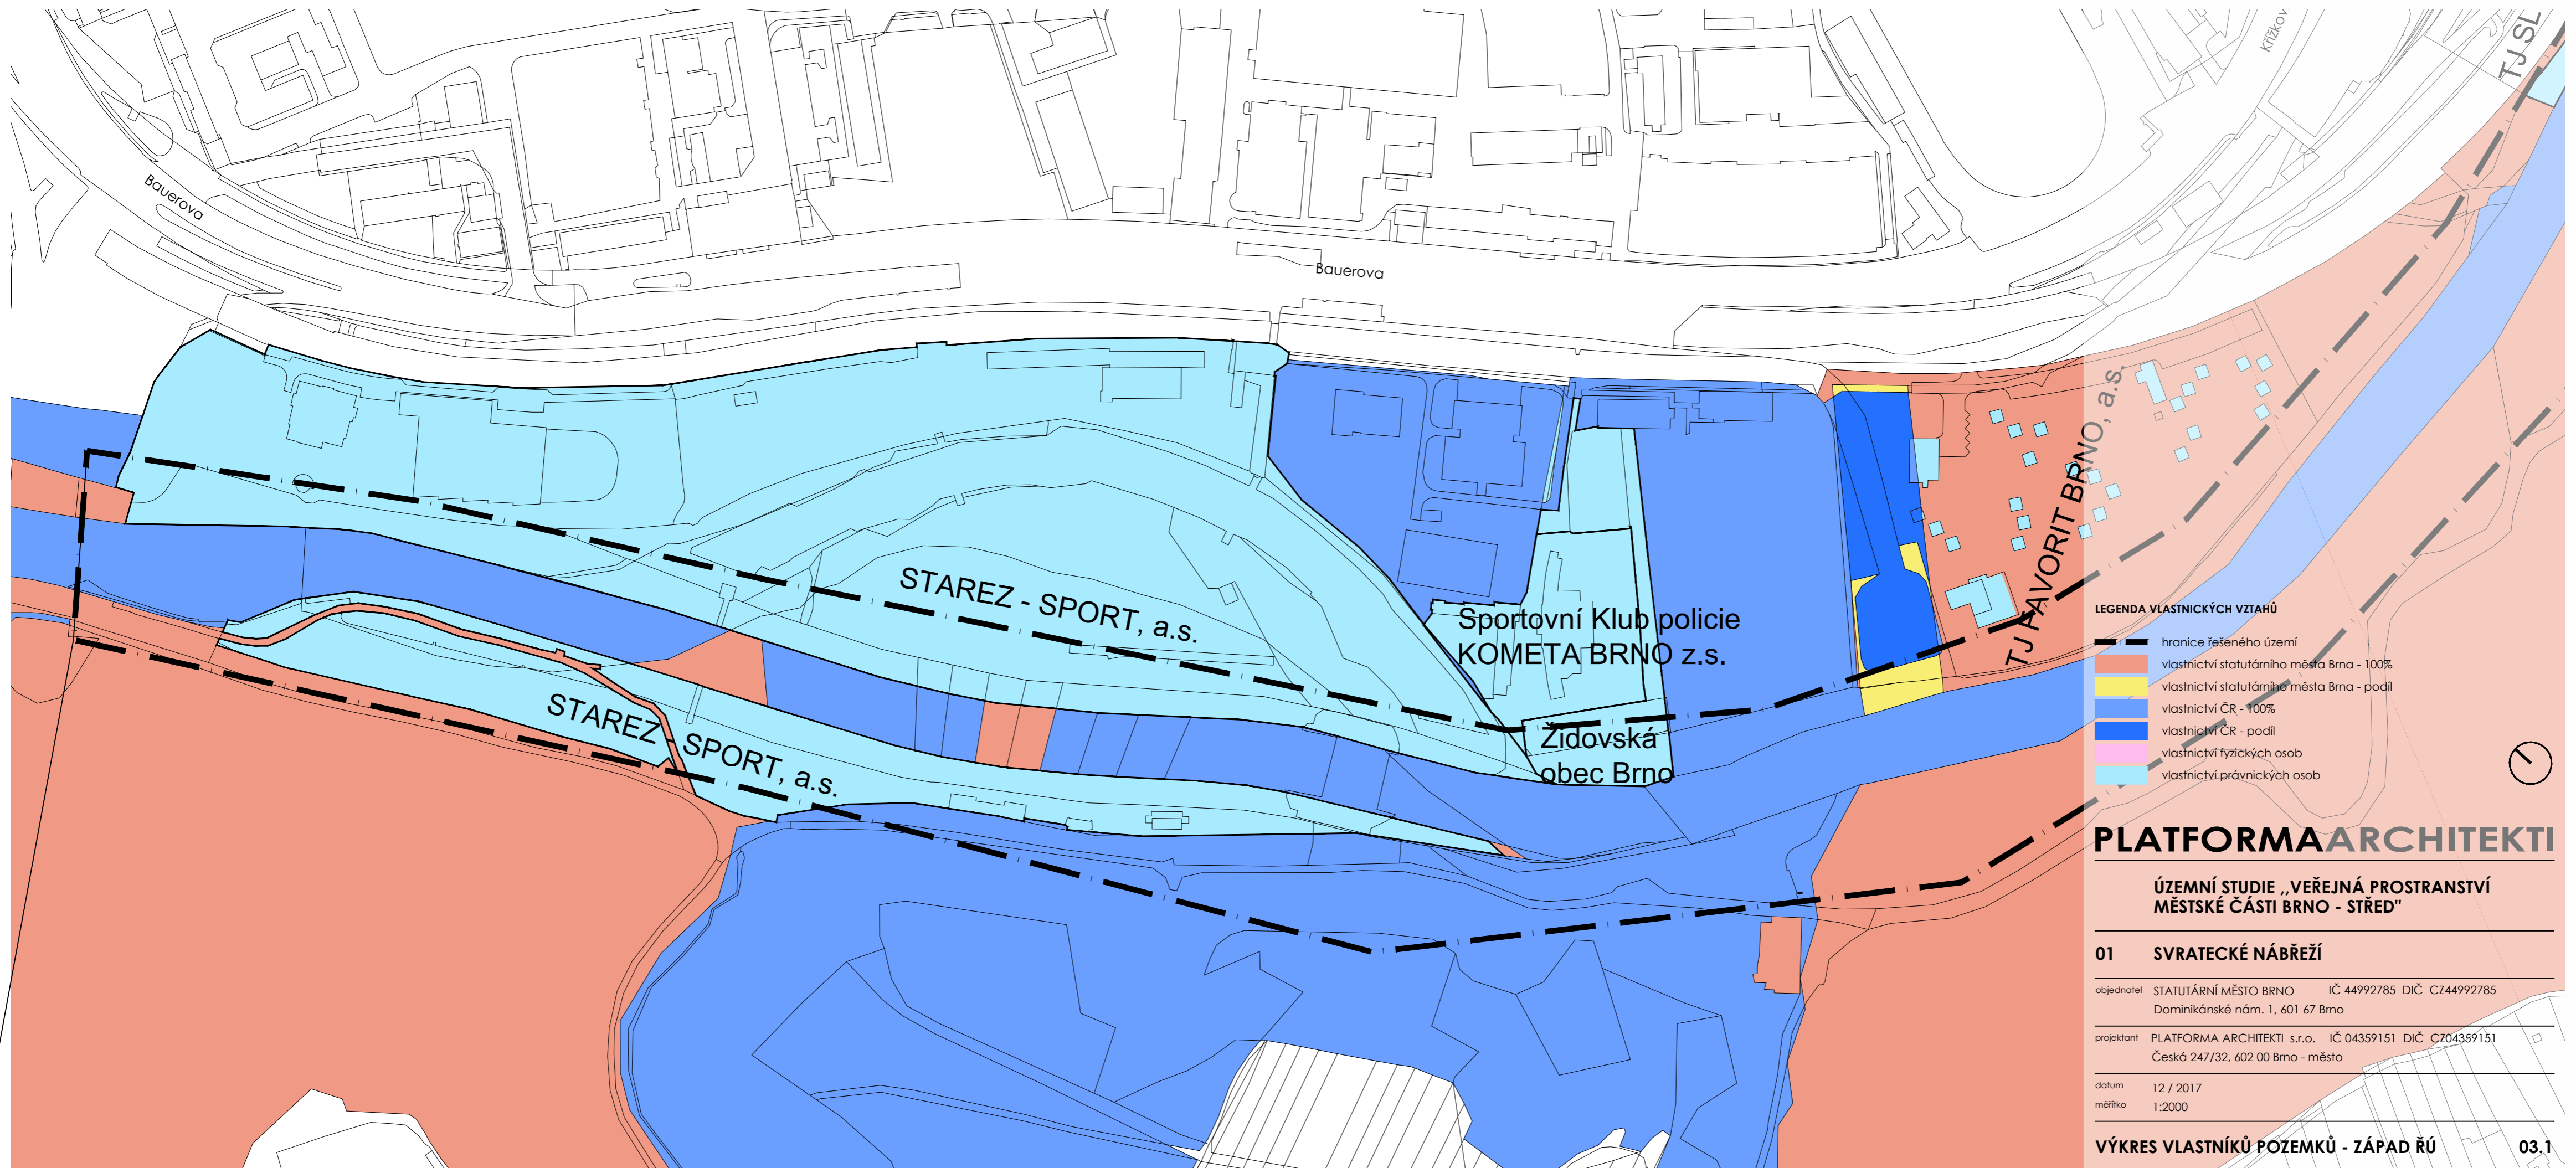 Bauerova
Bauerova
Křížkov
TJ SL
STAREZ - SPORT, a.s.
STAREZ - SPORT, a.s.
Sportovní Klub policie
KOMETA BRNO z.s.
Židovská
obec Brno
TJ FAVORIT BRNO, a.s.
LEGENDA VLASTNICKÝCH VZTAHŮ
hranice řešeného území
vlastnictví statutárního města Brna - 100%
vlastnictví statutárního města Brna - podíl
vlastnictví ČR - 100%
vlastnictví ČR - podíl
vlastnictví fyzických osob
vlastnictví právnických osob
PLATFORMAARCHITEKTI
ÚZEMNÍ STUDIE ,,VEŘEJNÁ PROSTRANSTVÍ
MĚSTSKÉ ČÁSTI BRNO - STŘED"
01 SVRATECKÉ NÁBŘEŽÍ
objednatel STATUTÁRNÍ MĚSTO BRNO IČ 44992785 DIČ CZ44992785
Dominikánské nám. 1, 601 67 Brno
projektant PLATFORMA ARCHITEKTI s.r.o. IČ 04359151 DIČ CZ04359151
Česká 247/32, 602 00 Brno - město
datum 12 / 2017
měřítko 1:2000
VÝKRES VLASTNÍKŮ POZEMKŮ - ZÁPAD ŘÚ 03.1